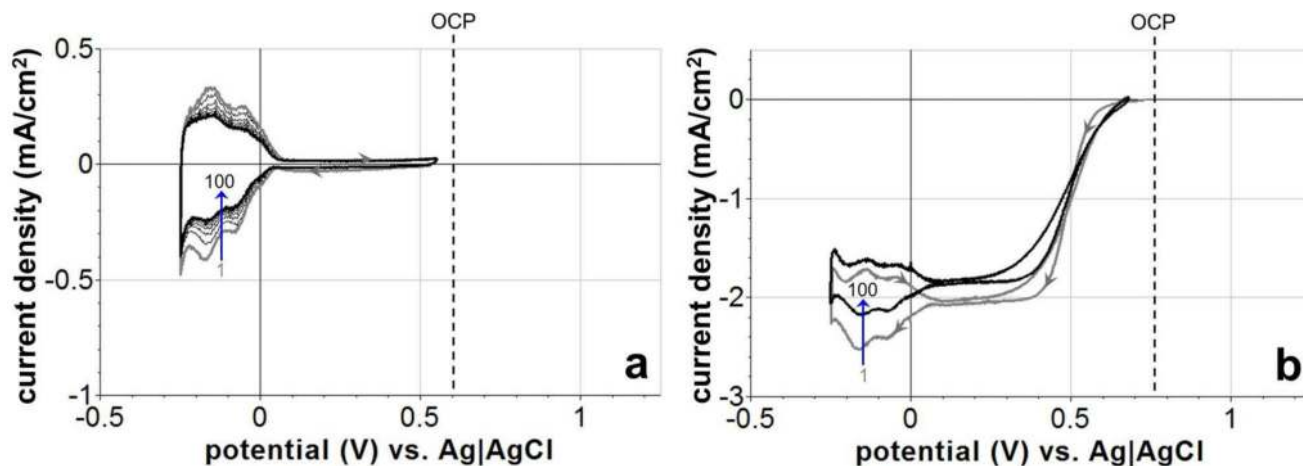 OCP
0.5
0
-0.5
-1
100
1
a
-0.5
0
0.5
1
current density (mA/cm²)
potential (V) vs. Ag|AgCl
OCP
0
-1
-2
-3
100
1
b
-0.5
0
0.5
1
current density (mA/cm²)
potential (V) vs. Ag|AgCl